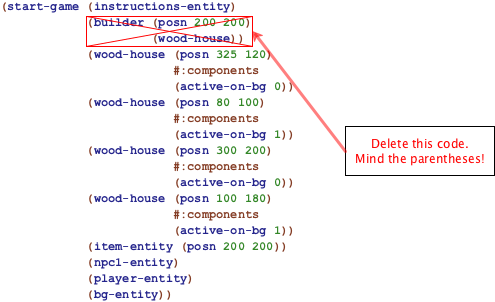 (start-game (instructions-entity)
(builder (posn 200 200)
(wood-house))
(wood-house (posn 325 120)
#:components
(active-on-bg 0))
(wood-house (posn 80 100)
#:components
(active-on-bg 1))
(wood-house (posn 300 200)
#:components
(active-on-bg 0))
(wood-house (posn 100 180)
#:components
(active-on-bg 1))
(item-entity (posn 200 200))
(npc1-entity)
(player-entity)
(bg-entity))
Delete this code.
Mind the parentheses!